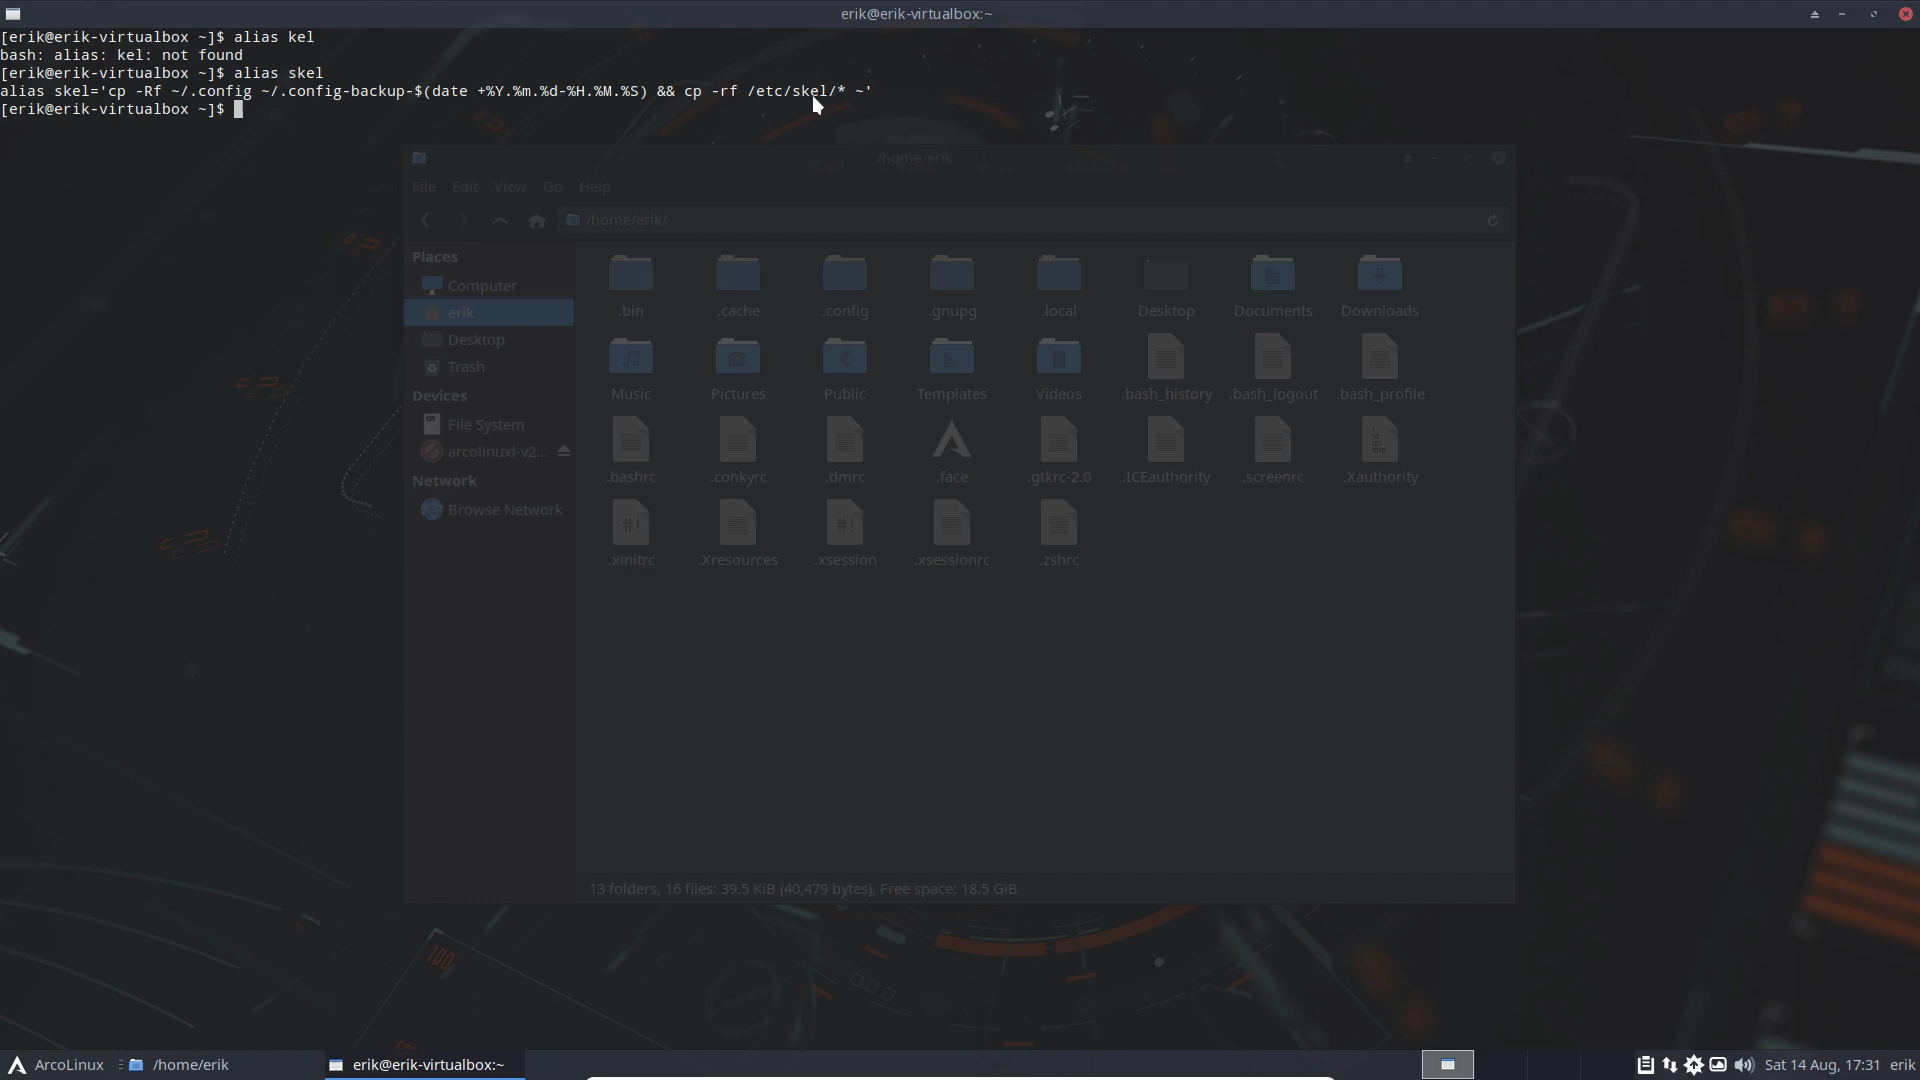 erik@erik-virtualbox:~
[erik@erik-virtualbox ~]$ alias kel
bash: alias: kel: not found
[erik@erik-virtualbox ~]$ alias skel
alias skel='cp -Rf ~/.config ~/.config-backup-$(date +%Y.%m.%d-%H.%M.%S) && cp -rf /etc/skel/* ~'
[erik@erik-virtualbox ~]$
/home/erik
File Edit View Go Help
/home/erik/
Places
Computer
erik
Desktop
Trash
Devices
File System
arcolinuxl-v2...
Network
Browse Network
.bin .cache .config .gnupg .local Desktop Documents Downloads
Music Pictures Public Templates Videos .bash_history .bash_logout .bash_profile
.bashrc .conkyrc .dmrc .face .gtkrc-2.0 .ICEauthority .screenrc .Xauthority
.xinitrc .Xresources .xsession .xsessionrc .zshrc
13 folders, 16 files: 39.5 KiB (40,479 bytes), Free space: 18.5 GiB
100
ArcoLinux /home/erik erik@erik-virtualbox:~ Sat 14 Aug, 17:31 erik